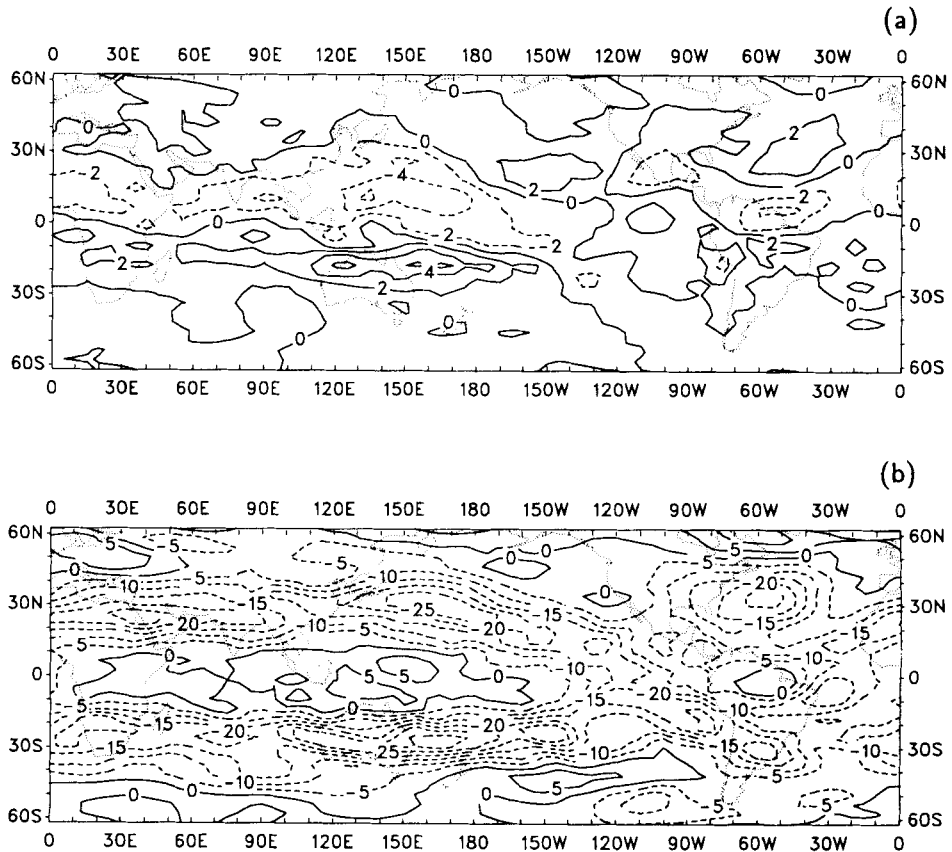 (a)
0 30E 60E 90E 120E 150E 180 150W 120W 90W 60W 30W 0
60N 60N
0
0 0 2
30N 30N
2 4 0 2
0 0 0 0
2 2
2 4 0
30S 2 0 30S
0
60S 60S
0 30E 60E 90E 120E 150E 180 150W 120W 90W 60W 30W 0
(b)
0 30E 60E 90E 120E 150E 180 150W 120W 90W 60W 30W 0
60N 60N
5 5 0 0 5
0 5 5 0
10 10 20
15 15
30N 25 0 30N
20 10 20 15
5 5 5
0 0 5 5 10 5 10
0 0 0 0
5 0 20 10 5
15 20 20 15
30S 15 25 10 15 10 30S
10 0 5 5
0 0 5 0
60S 60S
0 30E 60E 90E 120E 150E 180 150W 120W 90W 60W 30W 0